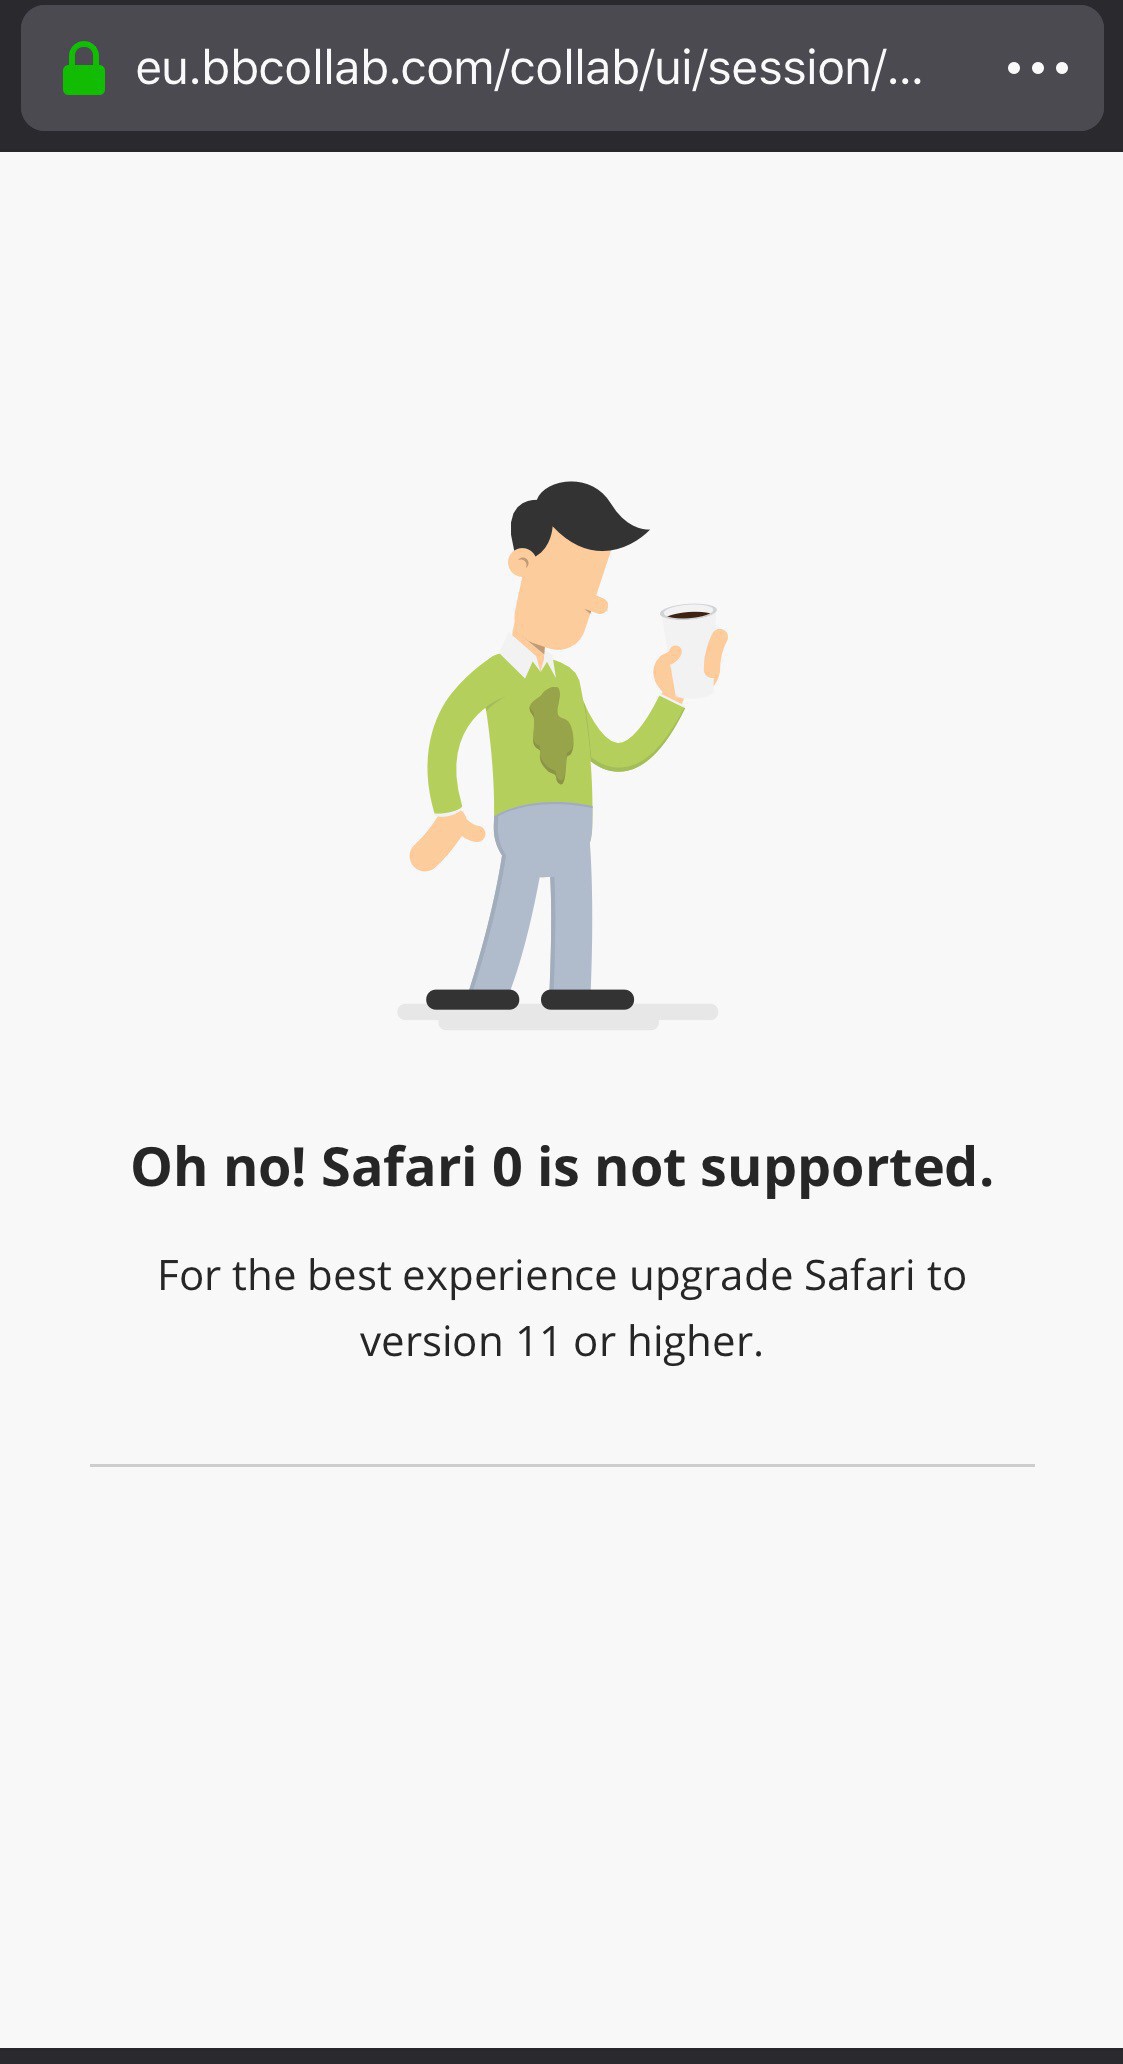 eu.bbcollab.com/collab/ui/session/...
Oh no! Safari 0 is not supported.
For the best experience upgrade Safari to
version 11 or higher.